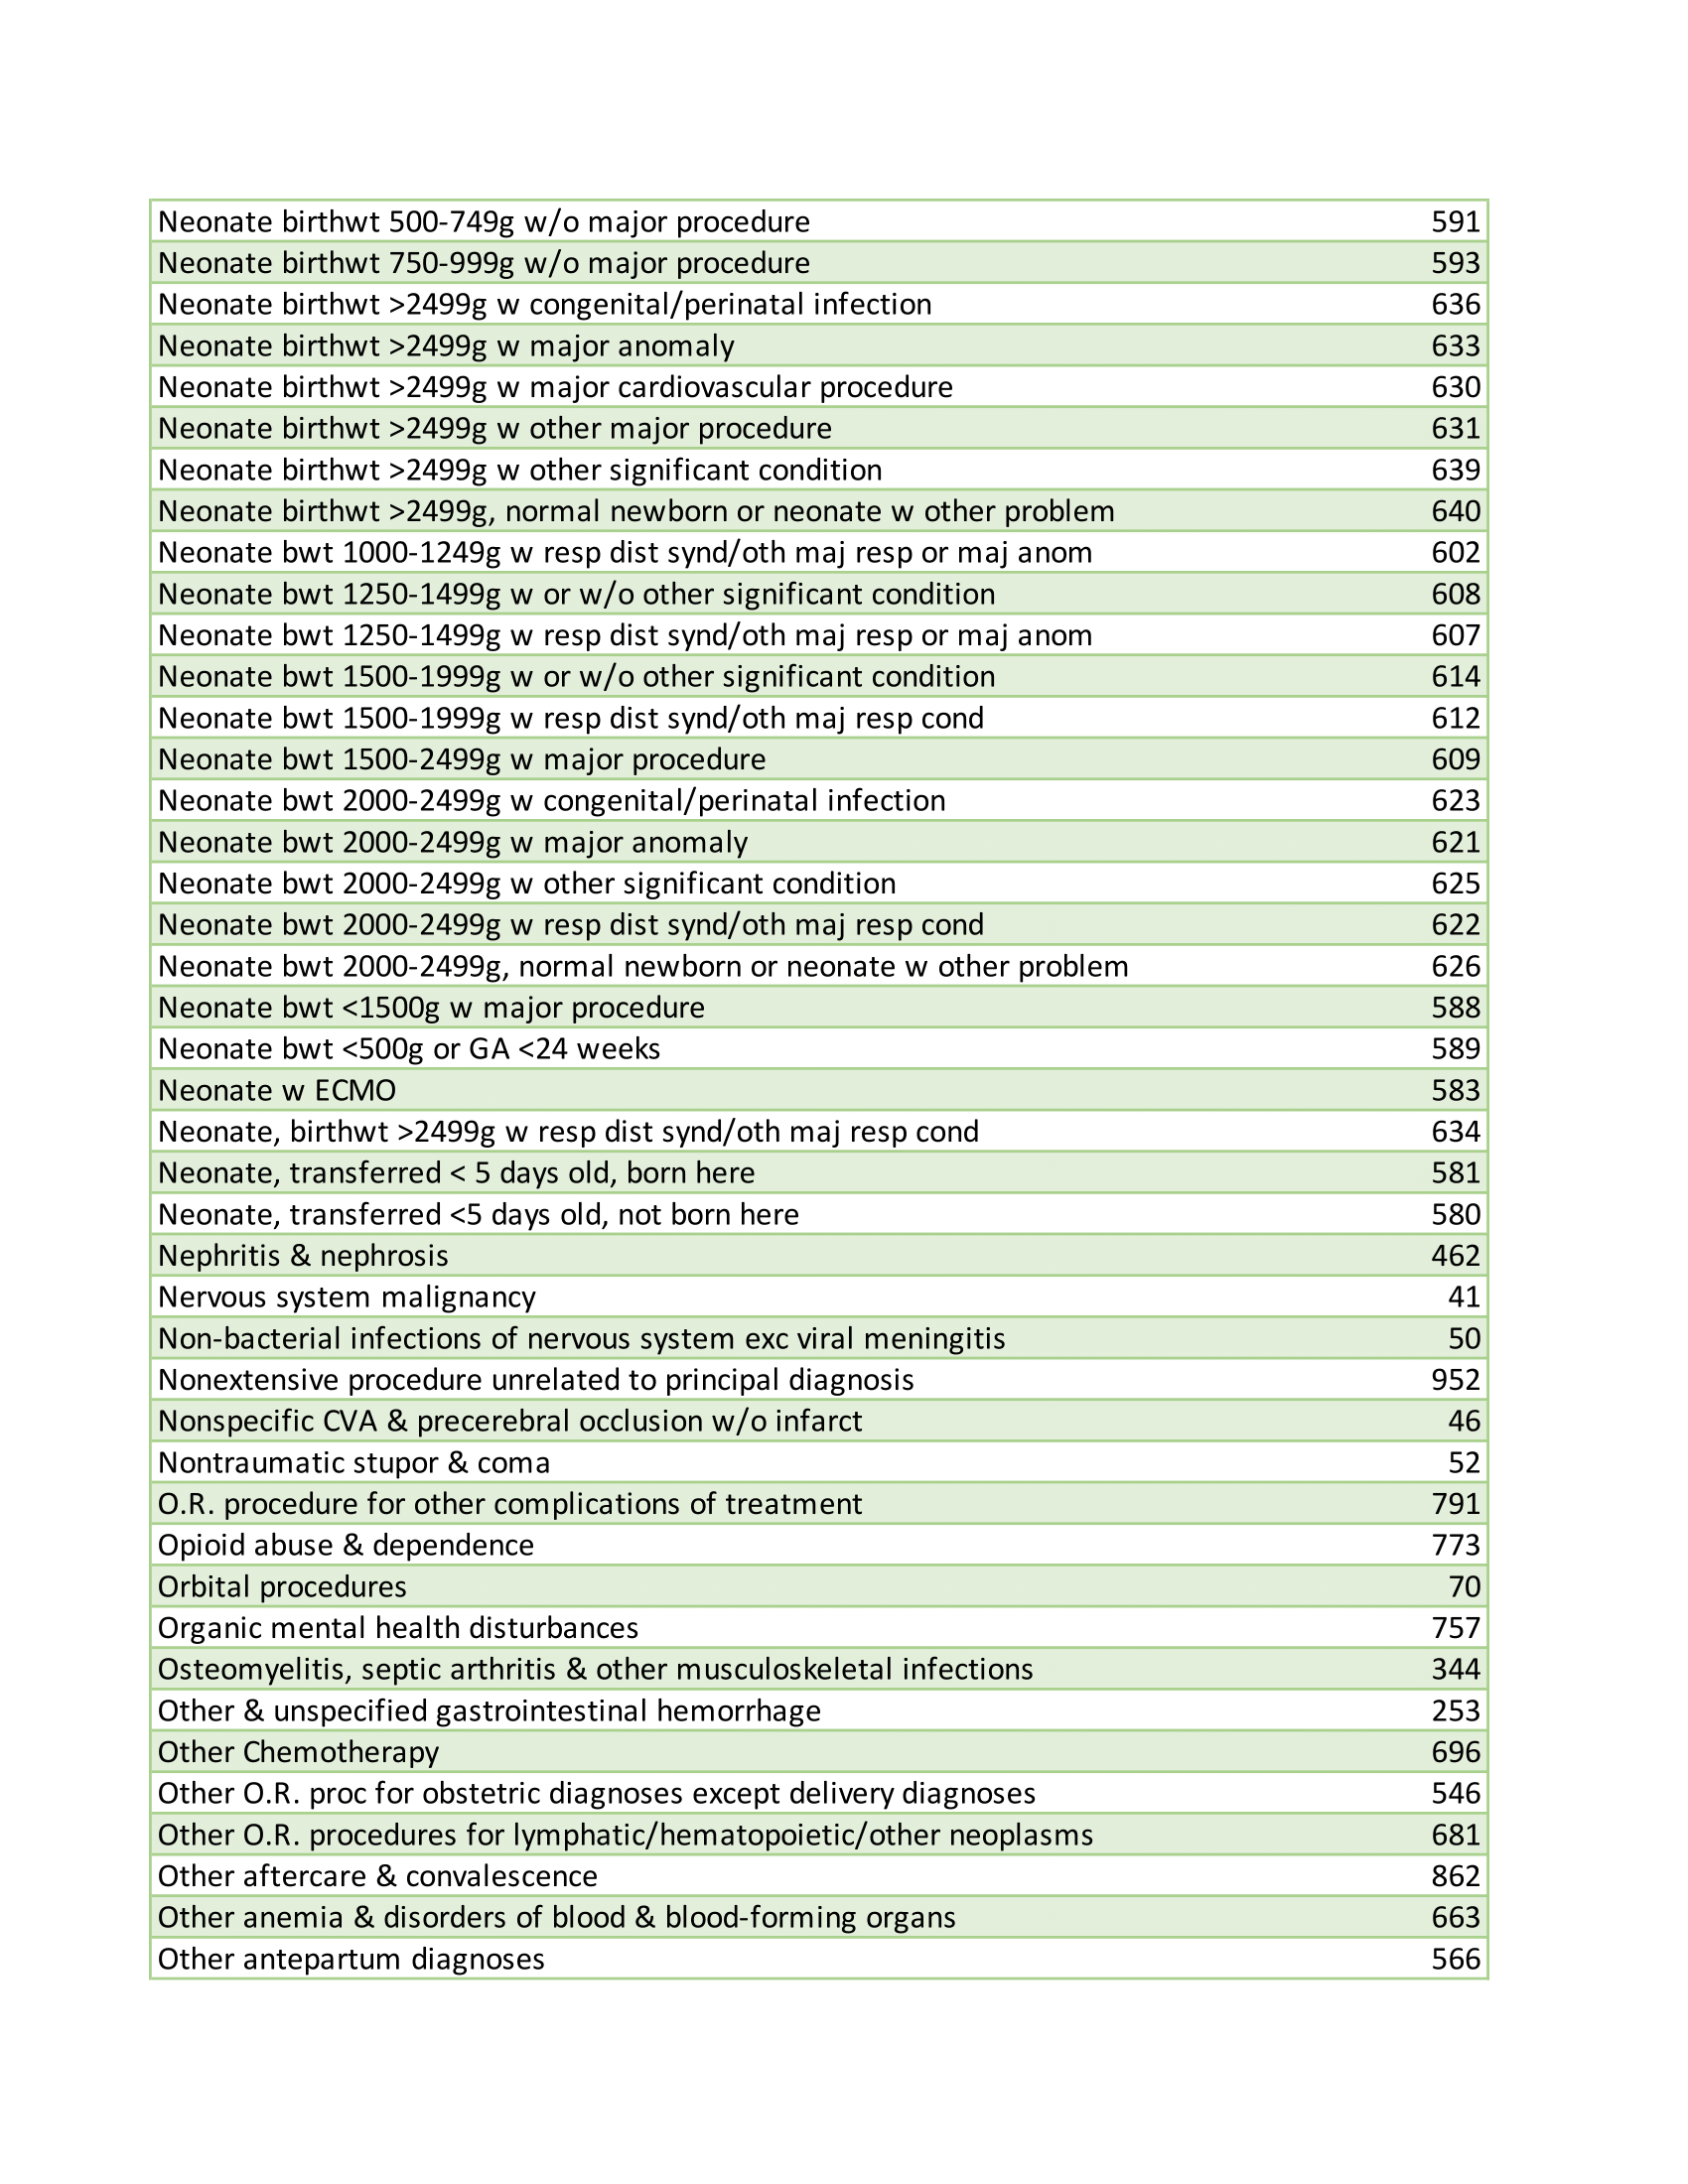 Neonate birthwt 500-749g w/o major procedure 591
Neonate birthwt 750-999g w/o major procedure 593
Neonate birthwt >2499g w congenital/perinatal infection 636
Neonate birthwt >2499g w major anomaly 633
Neonate birthwt >2499g w major cardiovascular procedure 630
Neonate birthwt >2499g w other major procedure 631
Neonate birthwt >2499g w other significant condition 639
Neonate birthwt >2499g, normal newborn or neonate w other problem 640
Neonate bwt 1000-1249g w resp dist synd/oth maj resp or maj anom 602
Neonate bwt 1250-1499g w or w/o other significant condition 608
Neonate bwt 1250-1499g w resp dist synd/oth maj resp or maj anom 607
Neonate bwt 1500-1999g w or w/o other significant condition 614
Neonate bwt 1500-1999g w resp dist synd/oth maj resp cond 612
Neonate bwt 1500-2499g w major procedure 609
Neonate bwt 2000-2499g w congenital/perinatal infection 623
Neonate bwt 2000-2499g w major anomaly 621
Neonate bwt 2000-2499g w other significant condition 625
Neonate bwt 2000-2499g w resp dist synd/oth maj resp cond 622
Neonate bwt 2000-2499g, normal newborn or neonate w other problem 626
Neonate bwt <1500g w major procedure 588
Neonate bwt <500g or GA <24 weeks 589
Neonate w ECMO 583
Neonate, birthwt >2499g w resp dist synd/oth maj resp cond 634
Neonate, transferred < 5 days old, born here 581
Neonate, transferred <5 days old, not born here 580
Nephritis & nephrosis 462
Nervous system malignancy 41
Non-bacterial infections of nervous system exc viral meningitis 50
Nonextensive procedure unrelated to principal diagnosis 952
Nonspecific CVA & precerebral occlusion w/o infarct 46
Nontraumatic stupor & coma 52
O.R. procedure for other complications of treatment 791
Opioid abuse & dependence 773
Orbital procedures 70
Organic mental health disturbances 757
Osteomyelitis, septic arthritis & other musculoskeletal infections 344
Other & unspecified gastrointestinal hemorrhage 253
Other Chemotherapy 696
Other O.R. proc for obstetric diagnoses except delivery diagnoses 546
Other O.R. procedures for lymphatic/hematopoietic/other neoplasms 681
Other aftercare & convalescence 862
Other anemia & disorders of blood & blood-forming organs 663
Other antepartum diagnoses 566